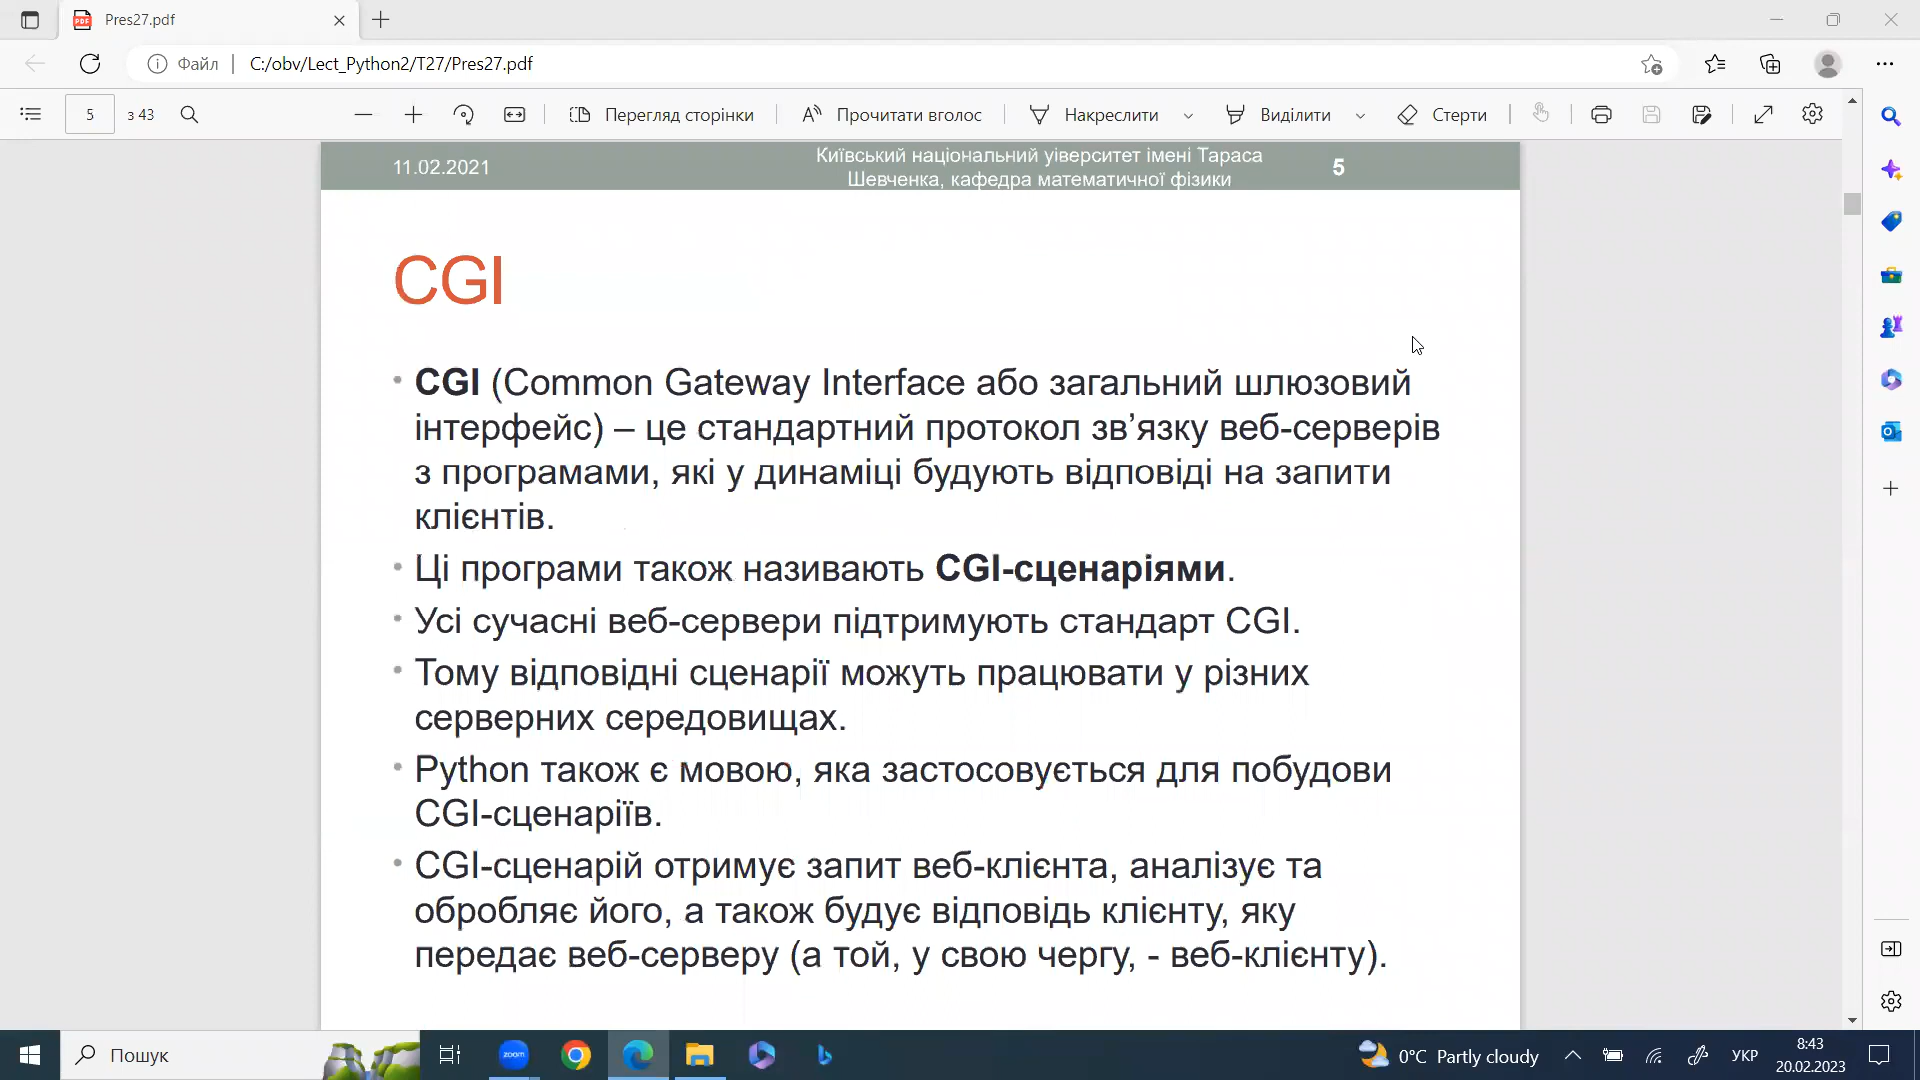 Pres27.pdf
Файл
C:/obv/Lect_Python2/T27/Pres27.pdf
5
з 43
Перегляд сторінки
Прочитати вголос
Накреслити
Виділити
Стерти
11.02.2021
Київський національний уіверситет імені Тараса
Шевченка, кафедра математичної фізики
5
CGI
• CGI (Common Gateway Interface або загальний шлюзовий
інтерфейс) – це стандартний протокол зв’язку веб-серверів
з програмами, які у динаміці будують відповіді на запити
клієнтів.
• Ці програми також називають CGI-сценаріями.
• Усі сучасні веб-сервери підтримують стандарт CGI.
• Тому відповідні сценарії можуть працювати у різних
серверних середовищах.
• Python також є мовою, яка застосовується для побудови
CGI-сценаріїв.
• CGI-сценарій отримує запит веб-клієнта, аналізує та
обробляє його, а також будує відповідь клієнту, яку
передає веб-серверу (а той, у свою чергу, - веб-клієнту).
Пошук
zoom
0°C Partly cloudy
УКР
8:43
20.02.2023